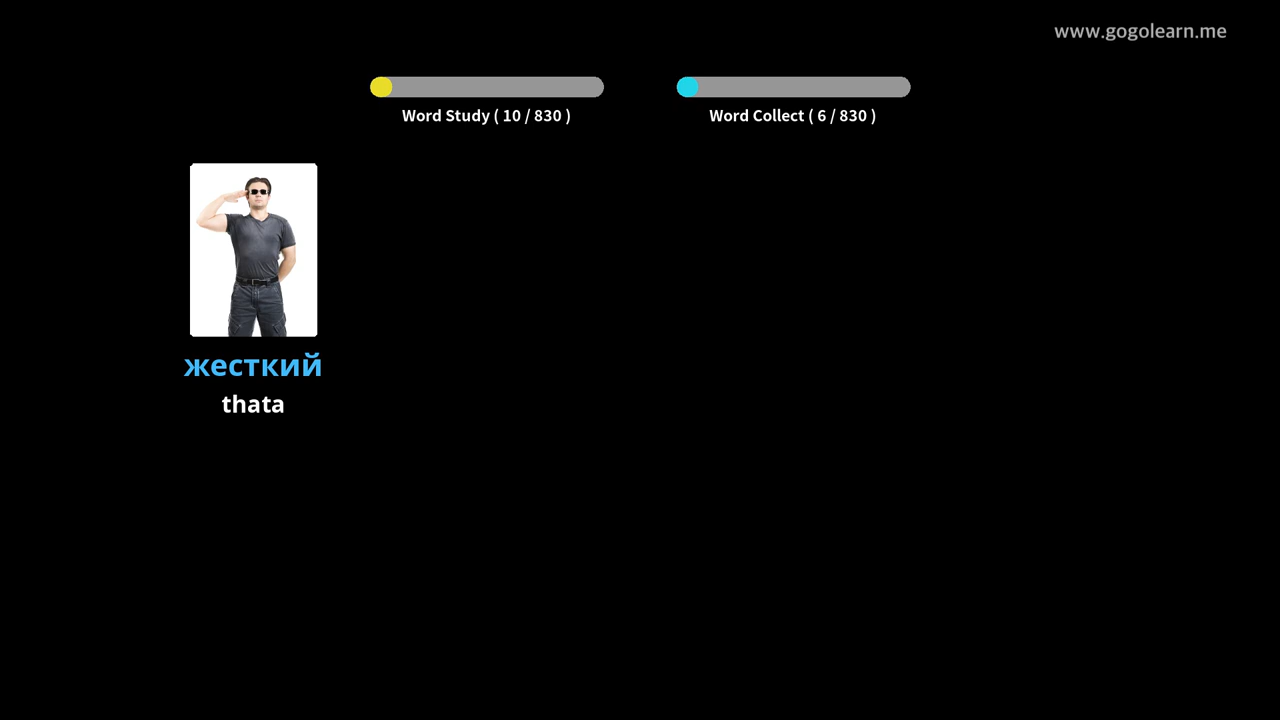 www.gogolearn.me
Word Study ( 10 / 830 )
Word Collect ( 6 / 830 )
жесткий
thata